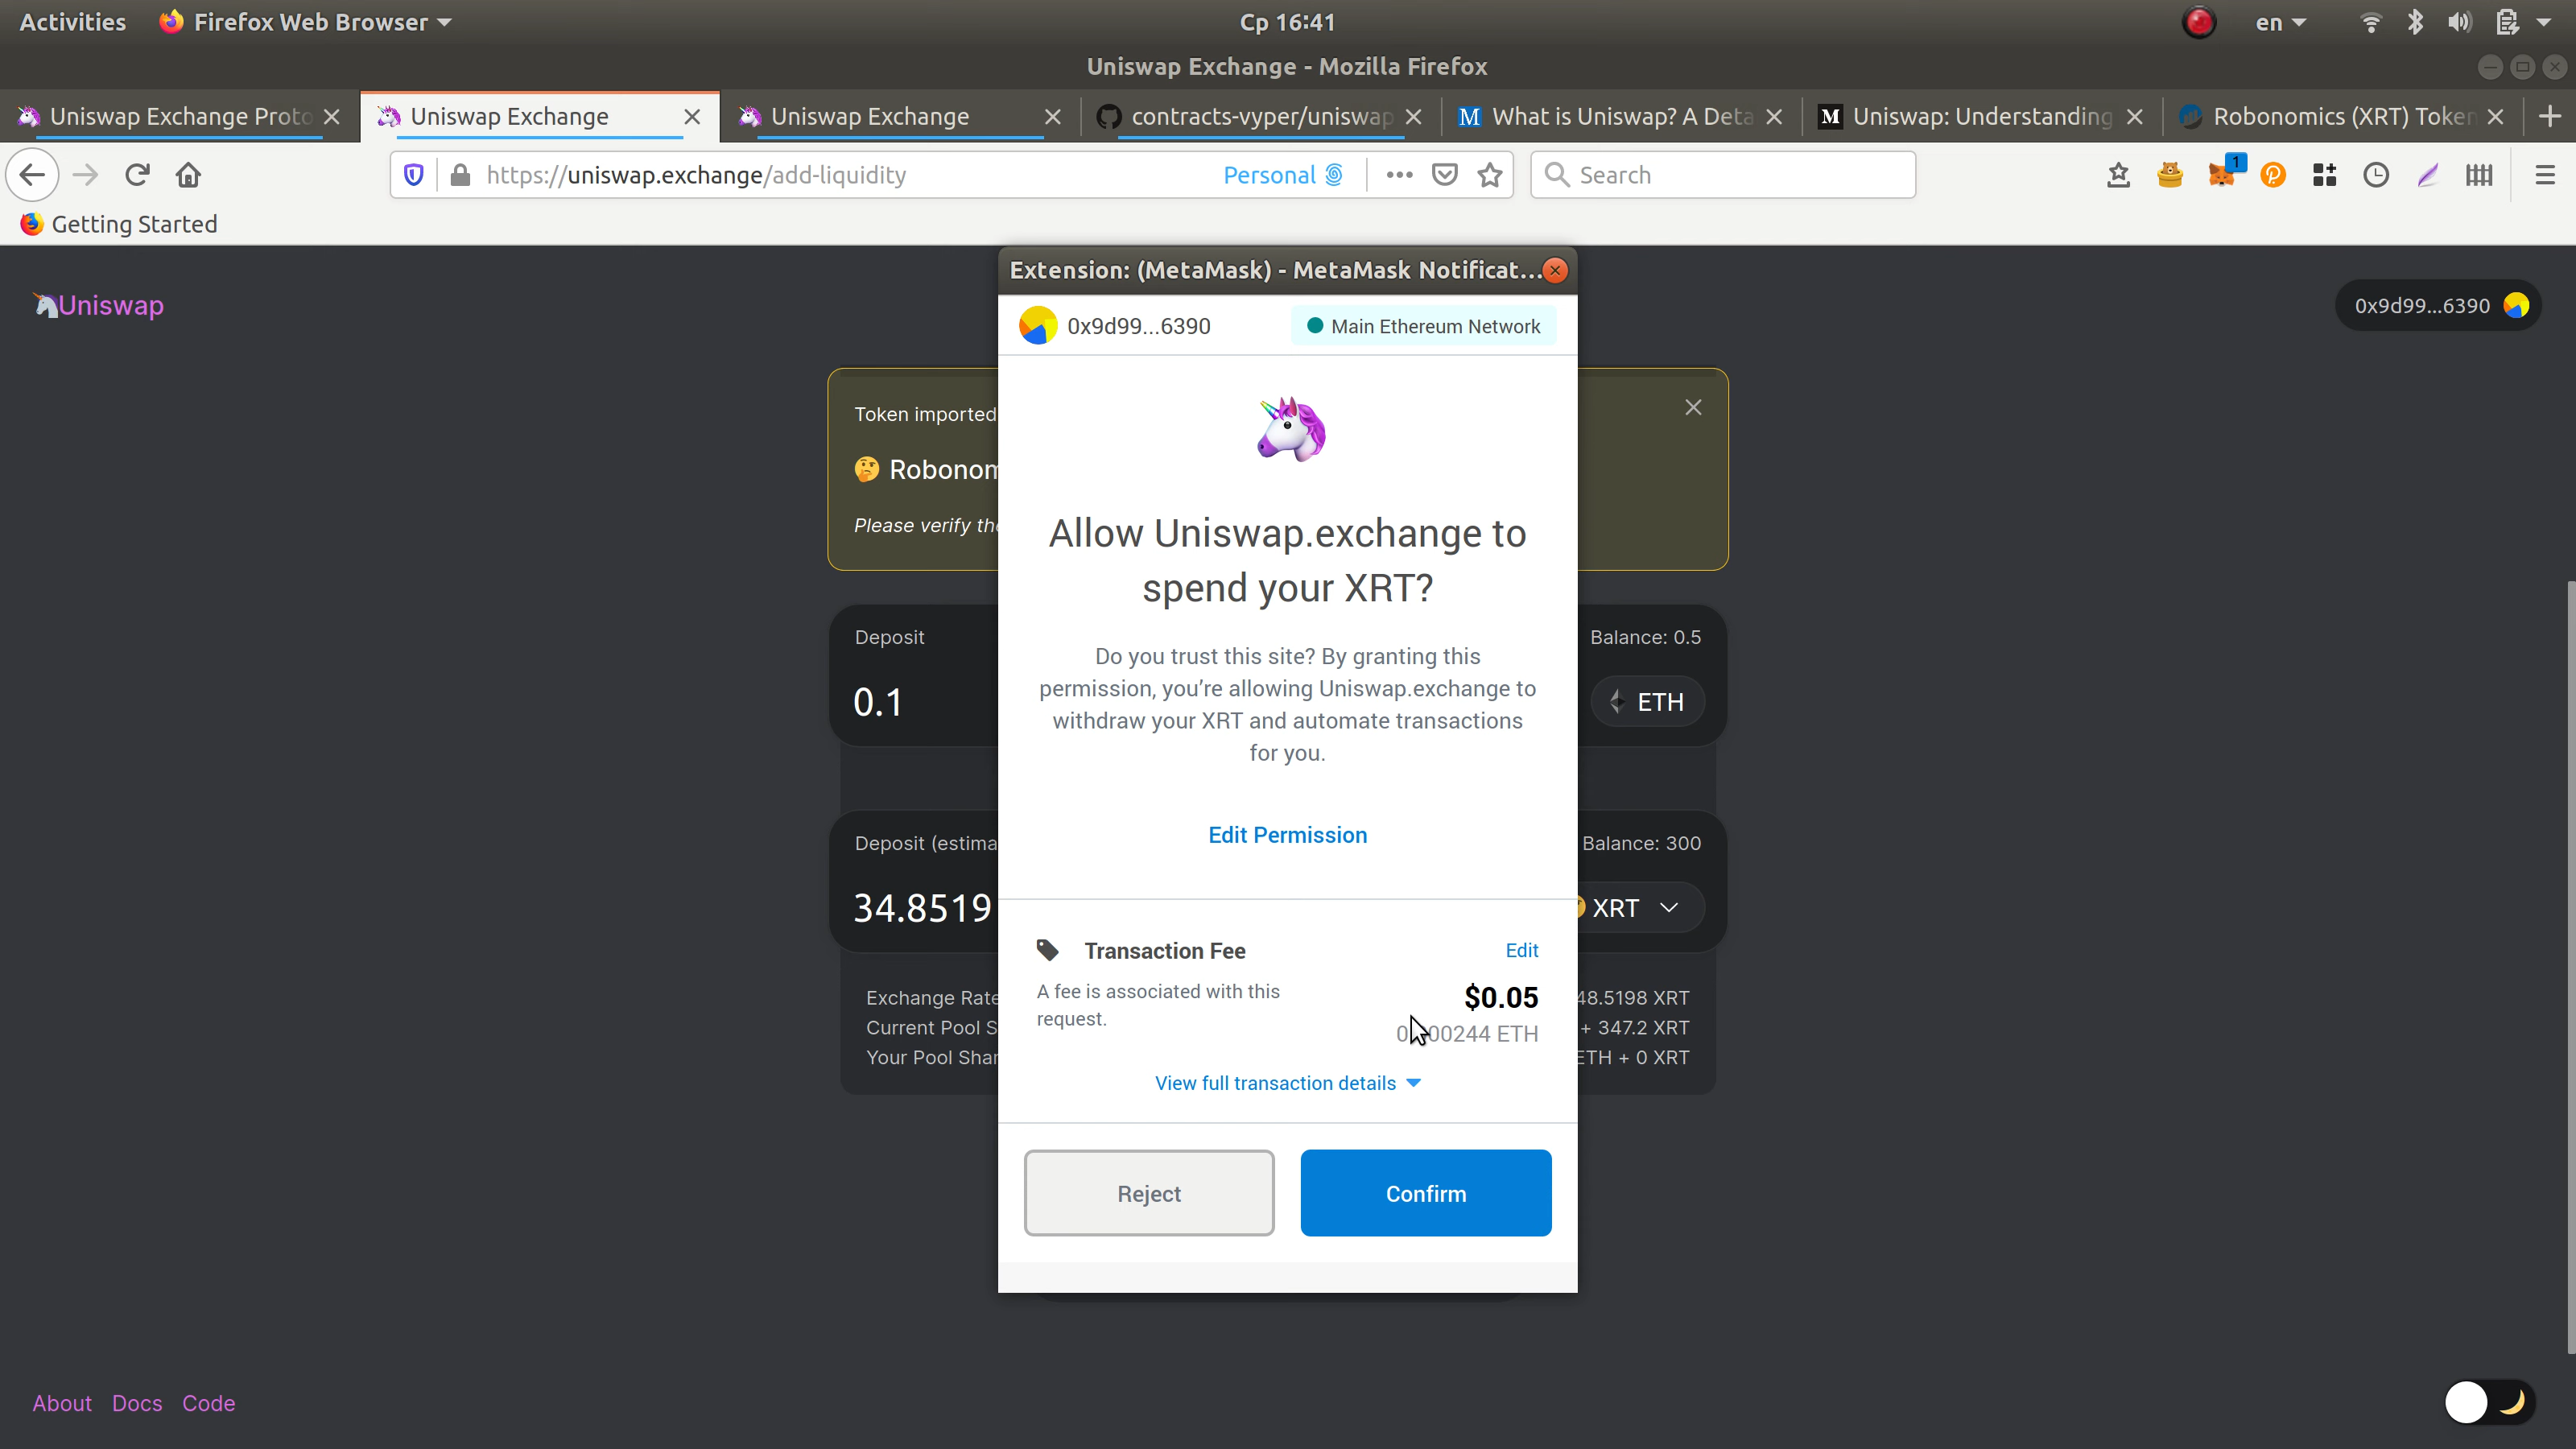 Activities
Firefox Web Browser
Ср 16:41
en
Uniswap Exchange - Mozilla Firefox
Uniswap Exchange Proto
Uniswap Exchange
Uniswap Exchange
contracts-vyper/uniswap
M What is Uniswap? A Deta
M Uniswap: Understanding
Robonomics (XRT) Token
https://uniswap.exchange/add-liquidity
Personal
Search
1
Getting Started
Uniswap
0x9d99...6390
Extension: (MetaMask) - MetaMask Notificat...
0x9d99...6390
Main Ethereum Network
Token imported
Robonom
Please verify the
Allow Uniswap.exchange to
spend your XRT?
Do you trust this site? By granting this
permission, you're allowing Uniswap.exchange to
withdraw your XRT and automate transactions
for you.
Edit Permission
Deposit
Balance: 0.5
0.1
ETH
Deposit (estima
Balance: 300
34.8519
XRT
Transaction Fee
Edit
A fee is associated with this
request.
$0.05
00244 ETH
View full transaction details
Exchange Rate
48.5198 XRT
Current Pool S
+ 347.2 XRT
Your Pool Shar
ETH + 0 XRT
Reject
Confirm
About
Docs
Code